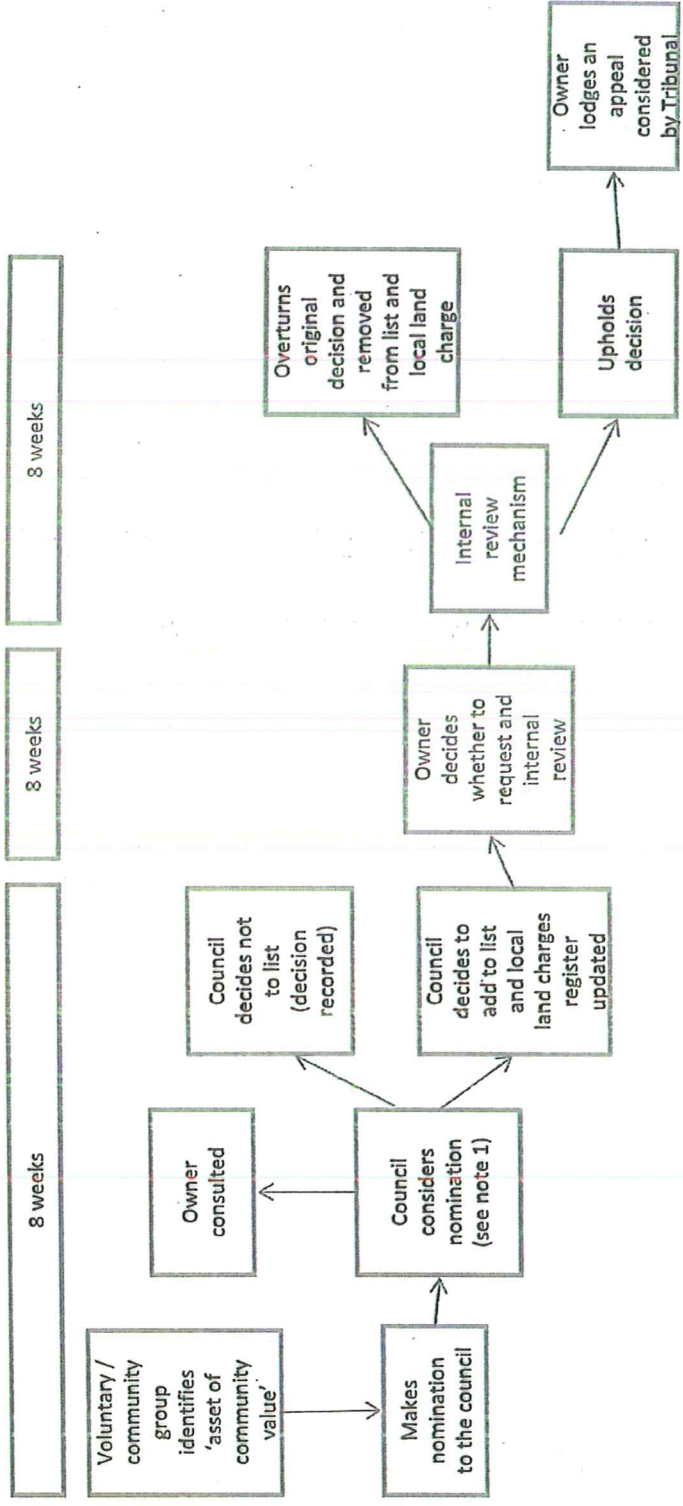 8 weeks
8 weeks
8 weeks
Voluntary /
community
group
identifies
'asset of
community
value'
Makes
nomination
to the council
Owner
consulted
Council
considers
nomination
(see note 1)
Council
decides not
to list
(decision
recorded)
Council
decides to
add to list
and local
land charges
register
updated
Owner
decides
whether to
request and
internal
review
Internal
review
mechanism
Overturns
original
decision and
removed
from list and
local land
charge
Upholds
decision
Owner
lodges an
appeal
considered
by Tribunal